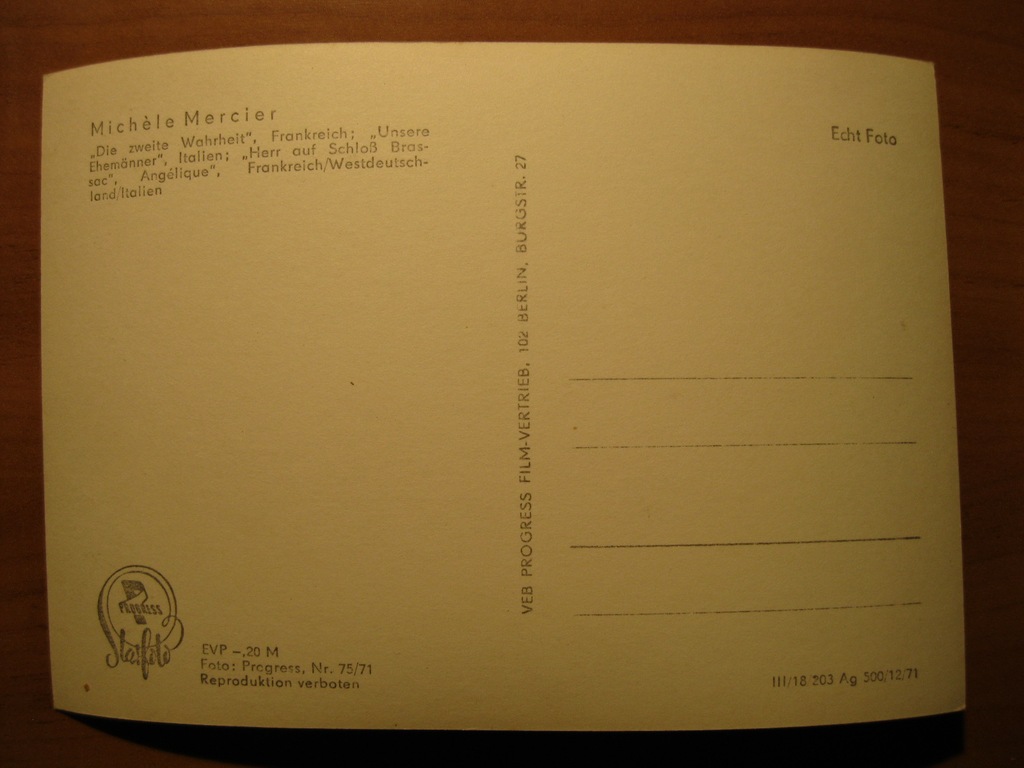 Michèle Mercier
„Die zweite Wahrheit", Frankreich; „Unsere
Ehemänner", Italien; „Herr auf Schloß Bras-
sac", Angélique", Frankreich/Westdeutsch-
land/Italien
Echt Foto
VEB PROGRESS FILM-VERTRIEB, 102 BERLIN, BURGSTR. 27
PROGRESS
Starfoto
EVP –,20 M
Foto: Progress, Nr. 75/71
Reproduktion verboten
III/18 203 Ag 500/12/71